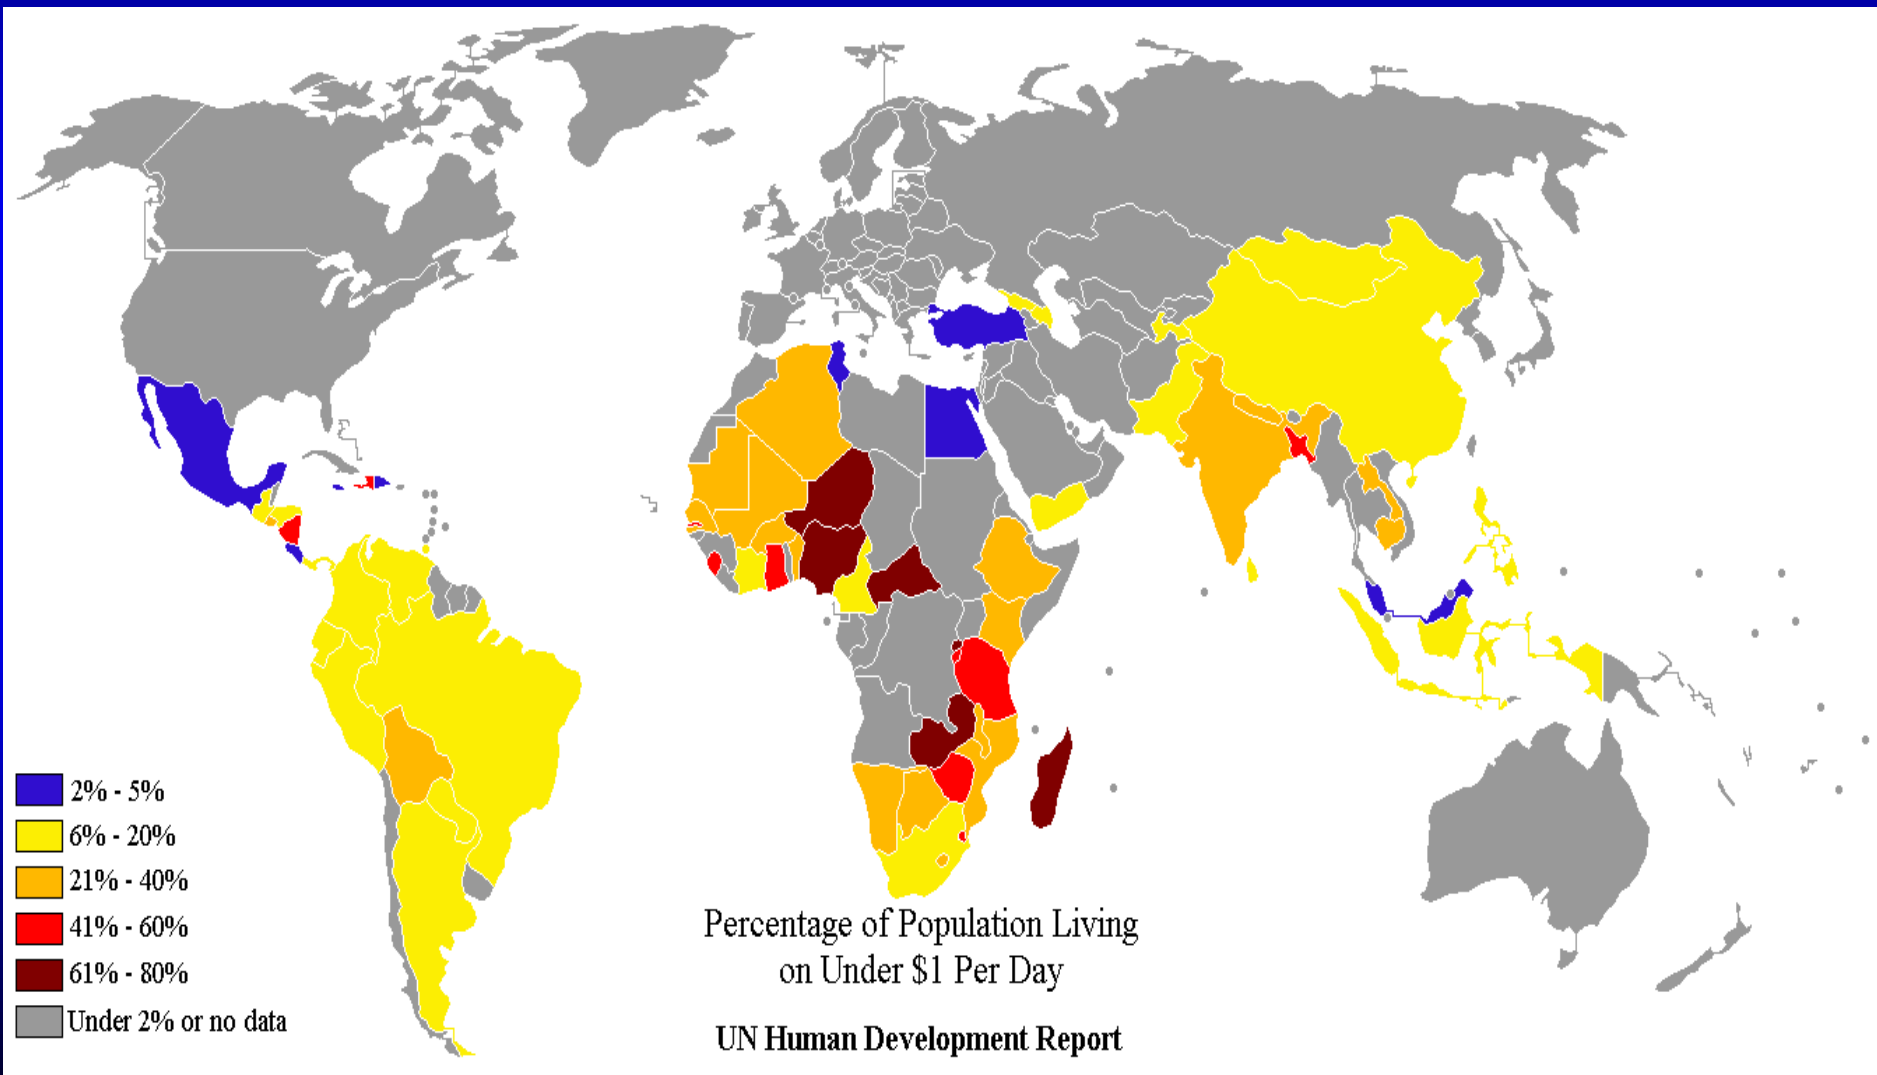 2% - 5%
6% - 20%
21% - 40%
41% - 60%
61% - 80%
Under 2% or no data
Percentage of Population Living
on Under $1 Per Day
UN Human Development Report